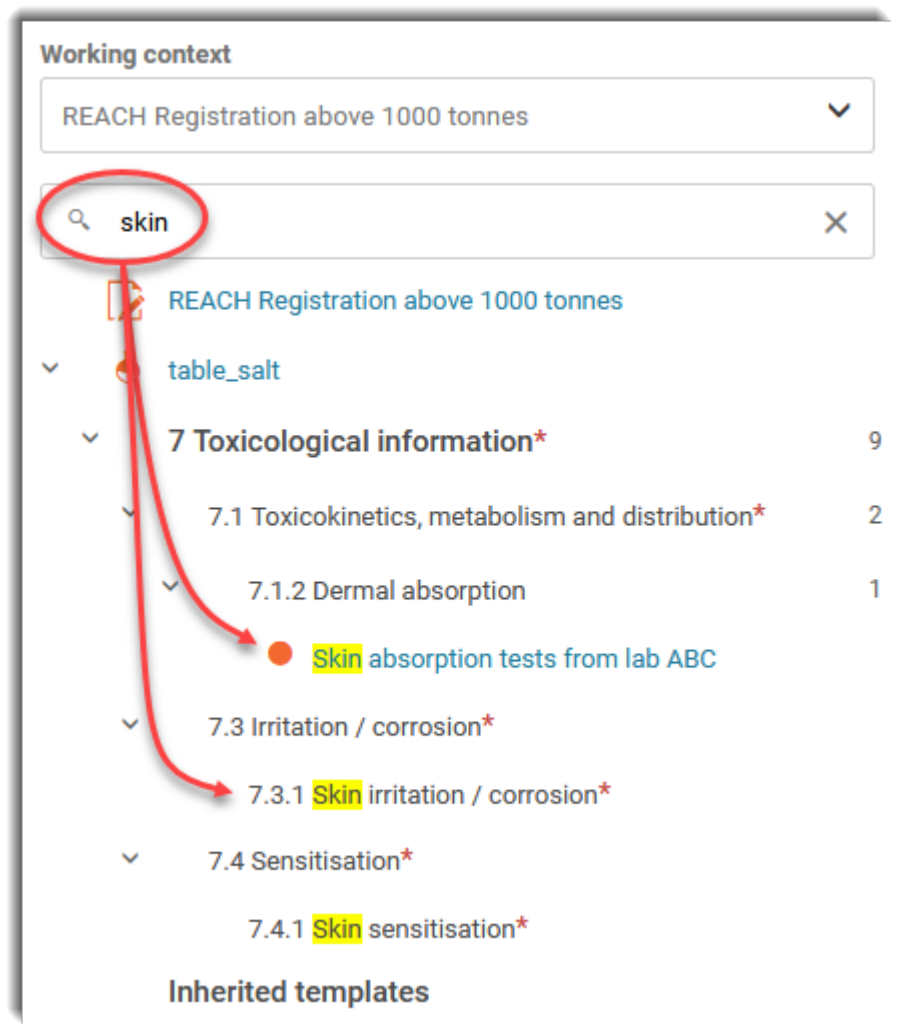 Working context
REACH Registration above 1000 tonnes
skin
REACH Registration above 1000 tonnes
table_salt
7 Toxicological information* 9
7.1 Toxicokinetics, metabolism and distribution* 2
7.1.2 Dermal absorption 1
Skin absorption tests from lab ABC
7.3 Irritation / corrosion*
7.3.1 Skin irritation / corrosion*
7.4 Sensitisation*
7.4.1 Skin sensitisation*
Inherited templates